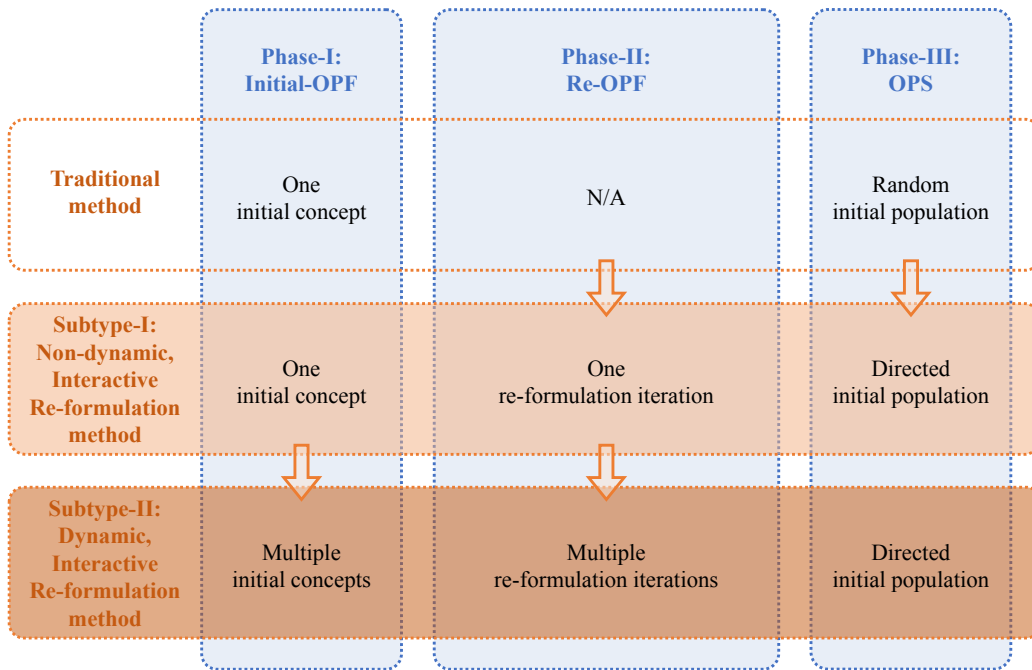 Phase-I:
Initial-OPF
Phase-II:
Re-OPF
Phase-III:
OPS
Traditional
method
One
initial concept
N/A
Random
initial population
Subtype-I:
Non-dynamic,
Interactive
Re-formulation
method
One
initial concept
One
re-formulation iteration
Directed
initial population
Subtype-II:
Dynamic,
Interactive
Re-formulation
method
Multiple
initial concepts
Multiple
re-formulation iterations
Directed
initial population